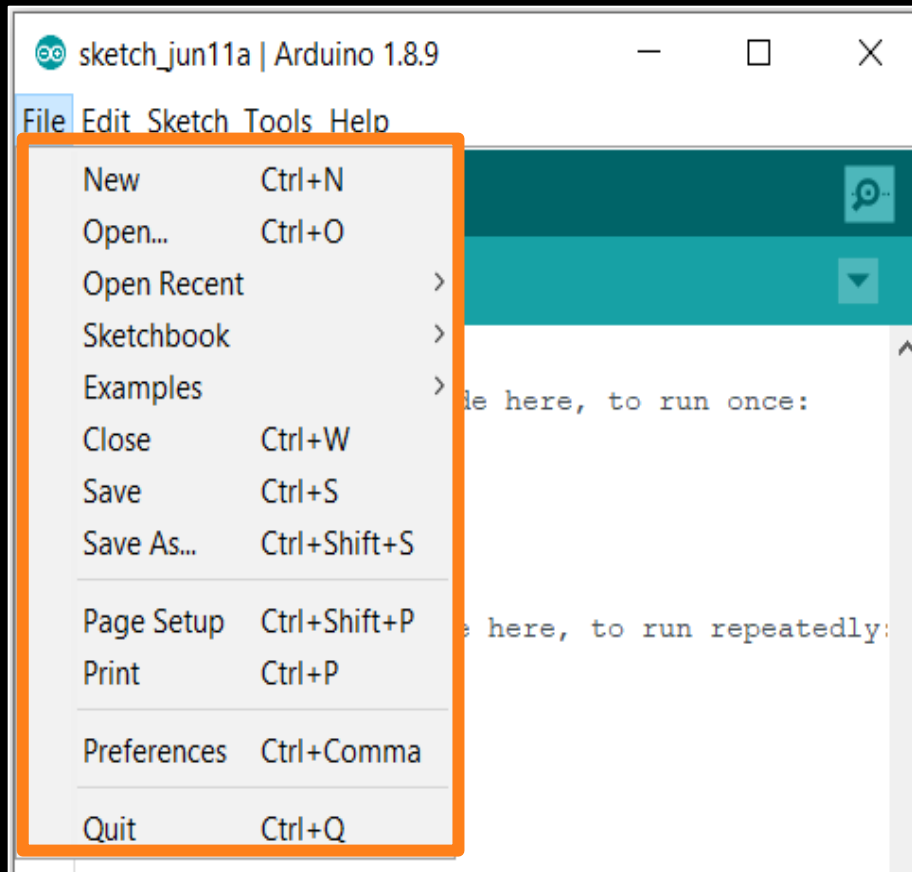 sketch_jun11a | Arduino 1.8.9
File Edit Sketch Tools Help
New Ctrl+N
Open... Ctrl+O
Open Recent
Sketchbook
Examples
Close Ctrl+W
Save Ctrl+S
Save As... Ctrl+Shift+S
Page Setup Ctrl+Shift+P
Print Ctrl+P
Preferences Ctrl+Comma
Quit Ctrl+Q
here, to run once:
here, to run repeatedly: